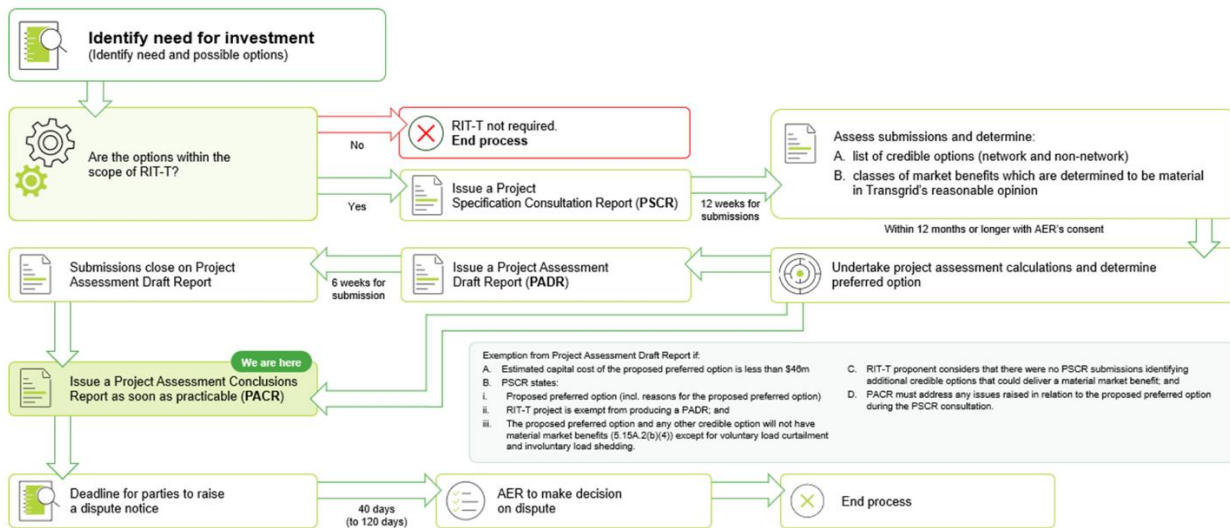 Identify need for investment
(Identify need and possible options)
Are the options within the
scope of RIT-T?
No
RIT-T not required.
End process
Yes
Issue a Project
Specification Consultation Report (PSCR)
12 weeks for
submissions
Assess submissions and determine:
A. list of credible options (network and non-network)
B. classes of market benefits which are determined to be material
in Transgrid's reasonable opinion
Within 12 months or longer with AER's consent
Undertake project assessment calculations and determine
preferred option
Issue a Project Assessment
Draft Report (PADR)
6 weeks for
submission
Submissions close on Project
Assessment Draft Report
We are here
Issue a Project Assessment Conclusions
Report as soon as practicable (PACR)
Exemption from Project Assessment Draft Report if:
A. Estimated capital cost of the proposed preferred option is less than $46m
B. PSCR states:
i. Proposed preferred option (incl. reasons for the proposed preferred option)
ii. RIT-T project is exempt from producing a PADR; and
iii. The proposed preferred option and any other credible option will not have
material market benefits (5.15A.2(b)(4)) except for voluntary load curtailment
and involuntary load shedding.
C. RIT-T proponent considers that there were no PSCR submissions identifying
additional credible options that could deliver a material market benefit; and
D. PACR must address any issues raised in relation to the proposed preferred option
during the PSCR consultation.
Deadline for parties to raise
a dispute notice
40 days
(to 120 days)
AER to make decision
on dispute
End process